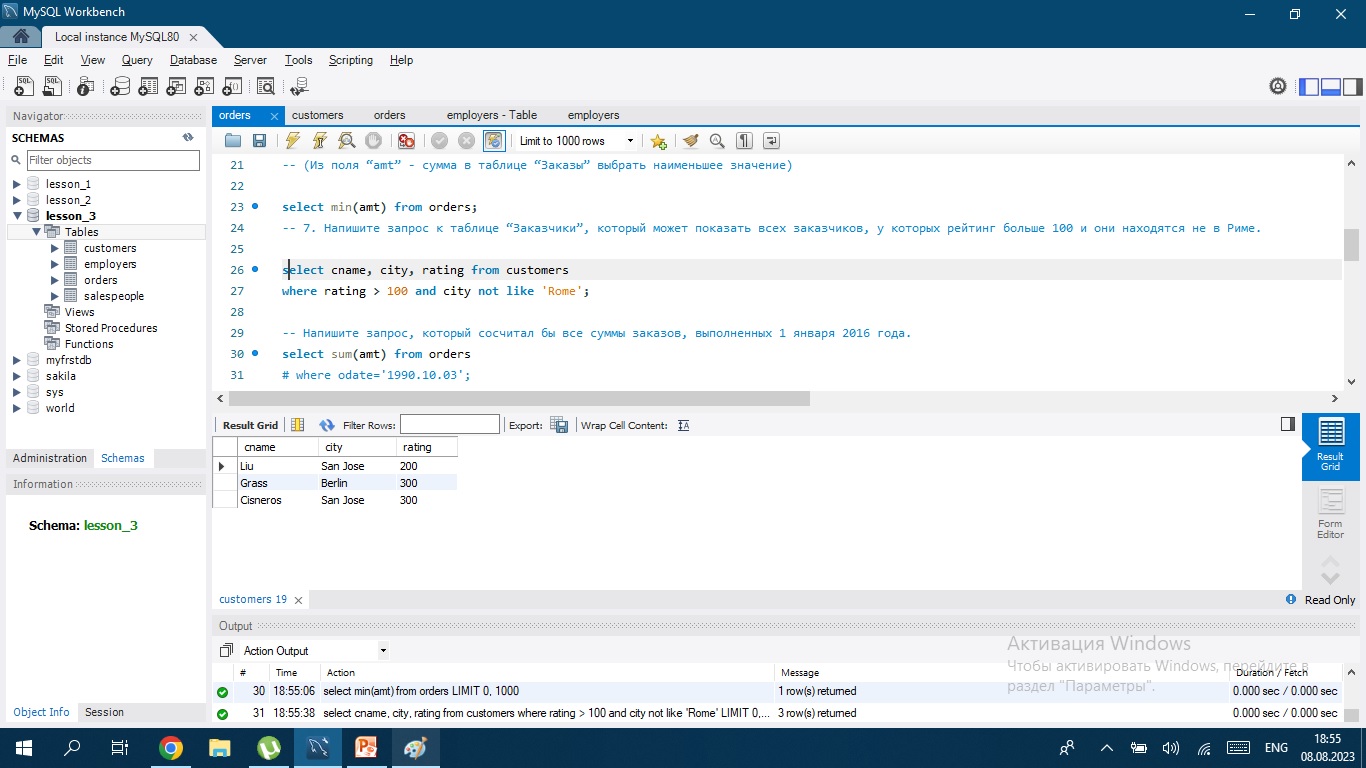 MySQL Workbench
Local instance MySQL80
File Edit View Query Database Server Tools Scripting Help
Navigator
SCHEMAS
Filter objects
lesson_1
lesson_2
lesson_3
Tables
customers
employers
orders
salespeople
Views
Stored Procedures
Functions
myfrstdb
sakila
sys
world
Administration Schemas
Information
Schema: lesson_3
Object Info Session
orders customers orders employers - Table employers
Limit to 1000 rows
21 -- (Из поля “amt” - сумма в таблице “Заказы” выбрать наименьшее значение)
22
23 select min(amt) from orders;
24 -- 7. Напишите запрос к таблице “Заказчики”, который может показать всех заказчиков, у которых рейтинг больше 100 и они находятся не в Риме.
25
26 select cname, city, rating from customers
27 where rating > 100 and city not like 'Rome';
28
29 -- Напишите запрос, который сосчитал бы все суммы заказов, выполненных 1 января 2016 года.
30 select sum(amt) from orders
31 # where odate='1990.10.03';
Result Grid Filter Rows: Export: Wrap Cell Content:
cname city rating
Liu San Jose 200
Grass Berlin 300
Cisneros San Jose 300
Result Grid
Form Editor
customers 19
Read Only
Output
Action Output
# Time Action Message Duration / Fetch
30 18:55:06 select min(amt) from orders LIMIT 0, 1000 1 row(s) returned 0.000 sec / 0.000 sec
31 18:55:38 select cname, city, rating from customers where rating > 100 and city not like 'Rome' LIMIT 0,... 3 row(s) returned 0.000 sec / 0.000 sec
Активация Windows
Чтобы активировать Windows, перейдите в
раздел "Параметры".
ENG
18:55
08.08.2023